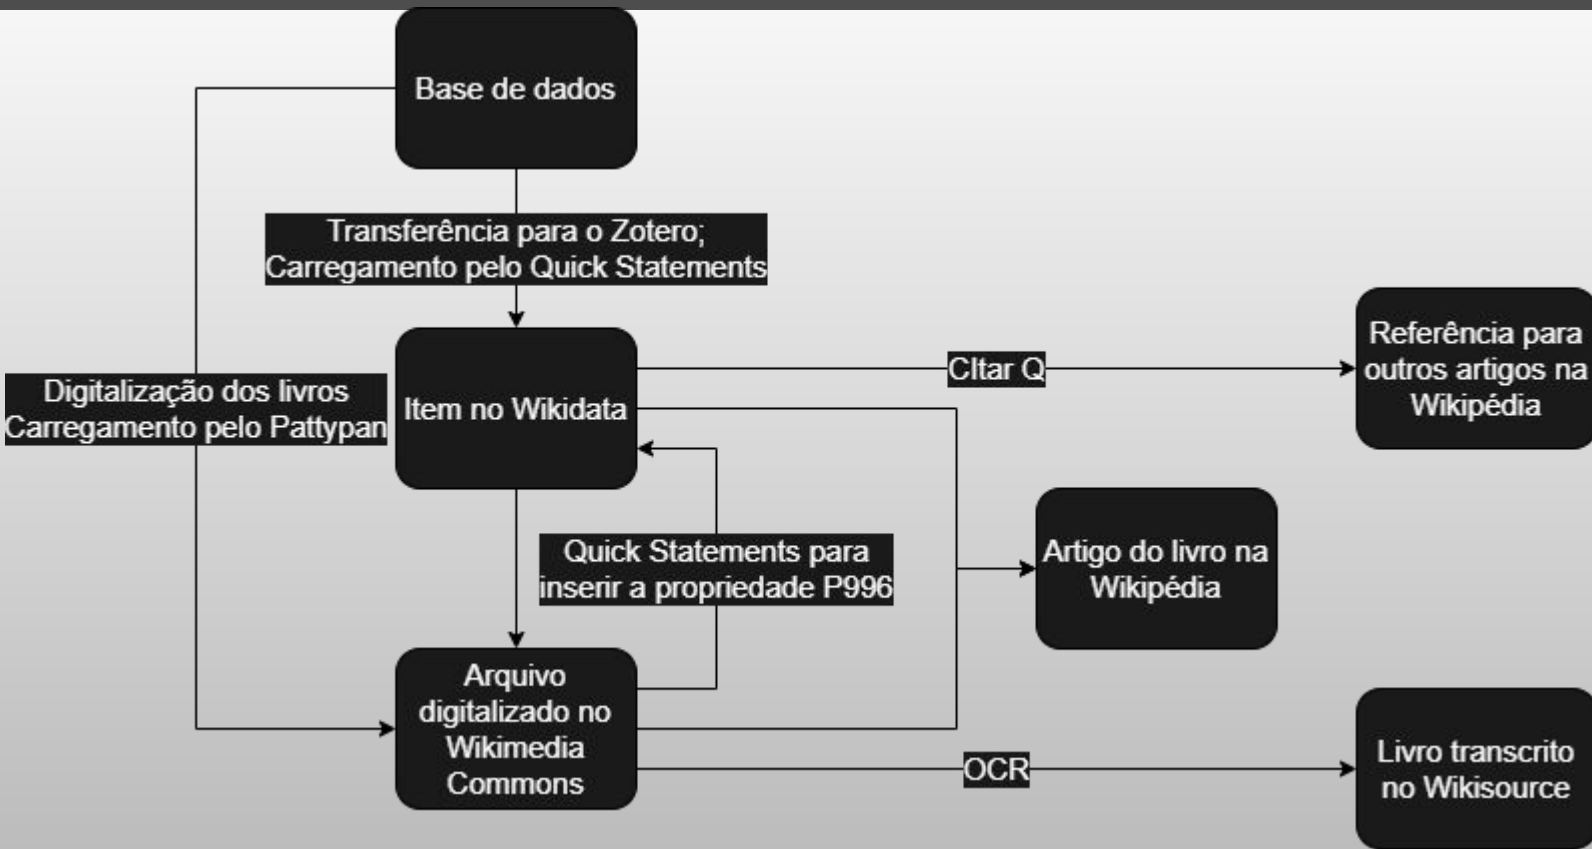 Base de dados
Transferência para o Zotero;
Carregamento pelo Quick Statements
Digitalização dos livros
Carregamento pelo Pattypan
Item no Wikidata
CItar Q
Referência para
outros artigos na
Wikipédia
Quick Statements para
inserir a propriedade P996
Artigo do livro na
Wikipédia
Arquivo
digitalizado no
Wikimedia
Commons
OCR
Livro transcrito
no Wikisource